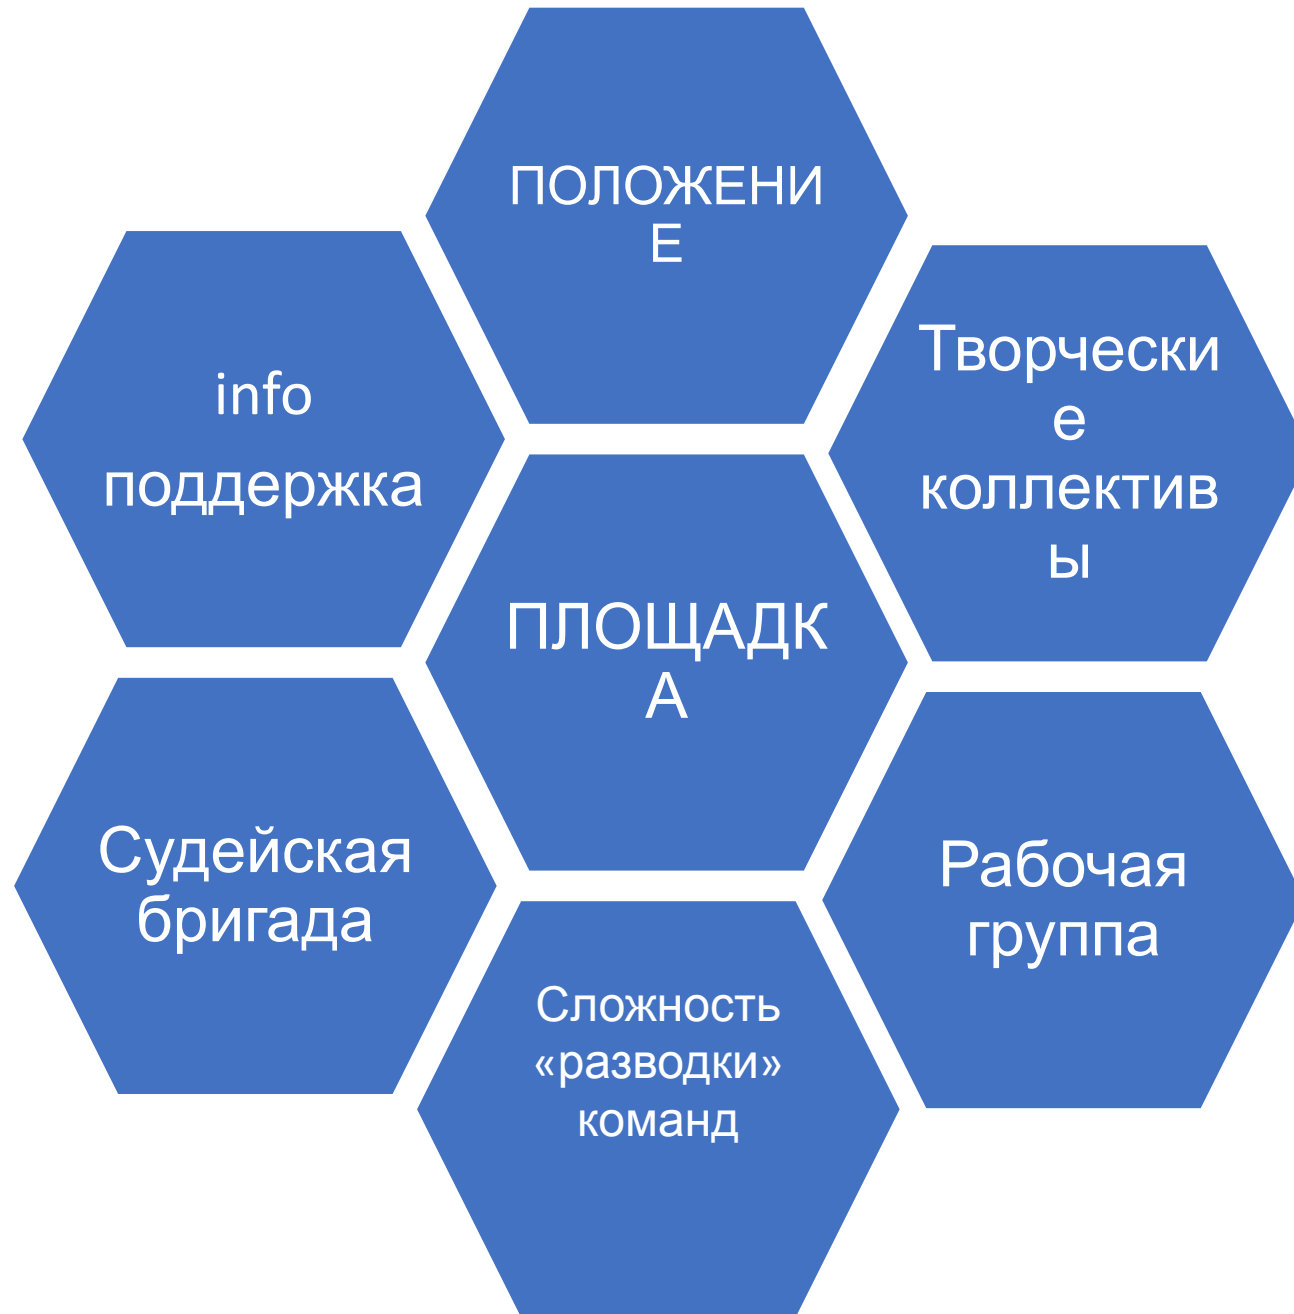 ПОЛОЖЕНИ
Е
info
поддержка
Творчески
е
коллектив
ы
ПЛОЩАДК
А
Судейская
бригада
Рабочая
группа
Сложность
«разводки»
команд